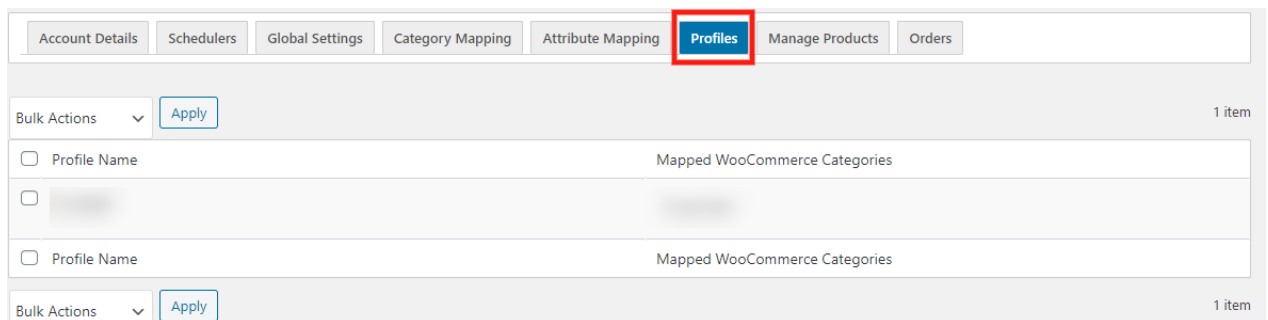 Account Details Schedulers Global Settings Category Mapping Attribute Mapping Profiles Manage Products Orders
Bulk Actions Apply 1 item
Profile Name Mapped WooCommerce Categories
Profile Name Mapped WooCommerce Categories
Bulk Actions Apply 1 item